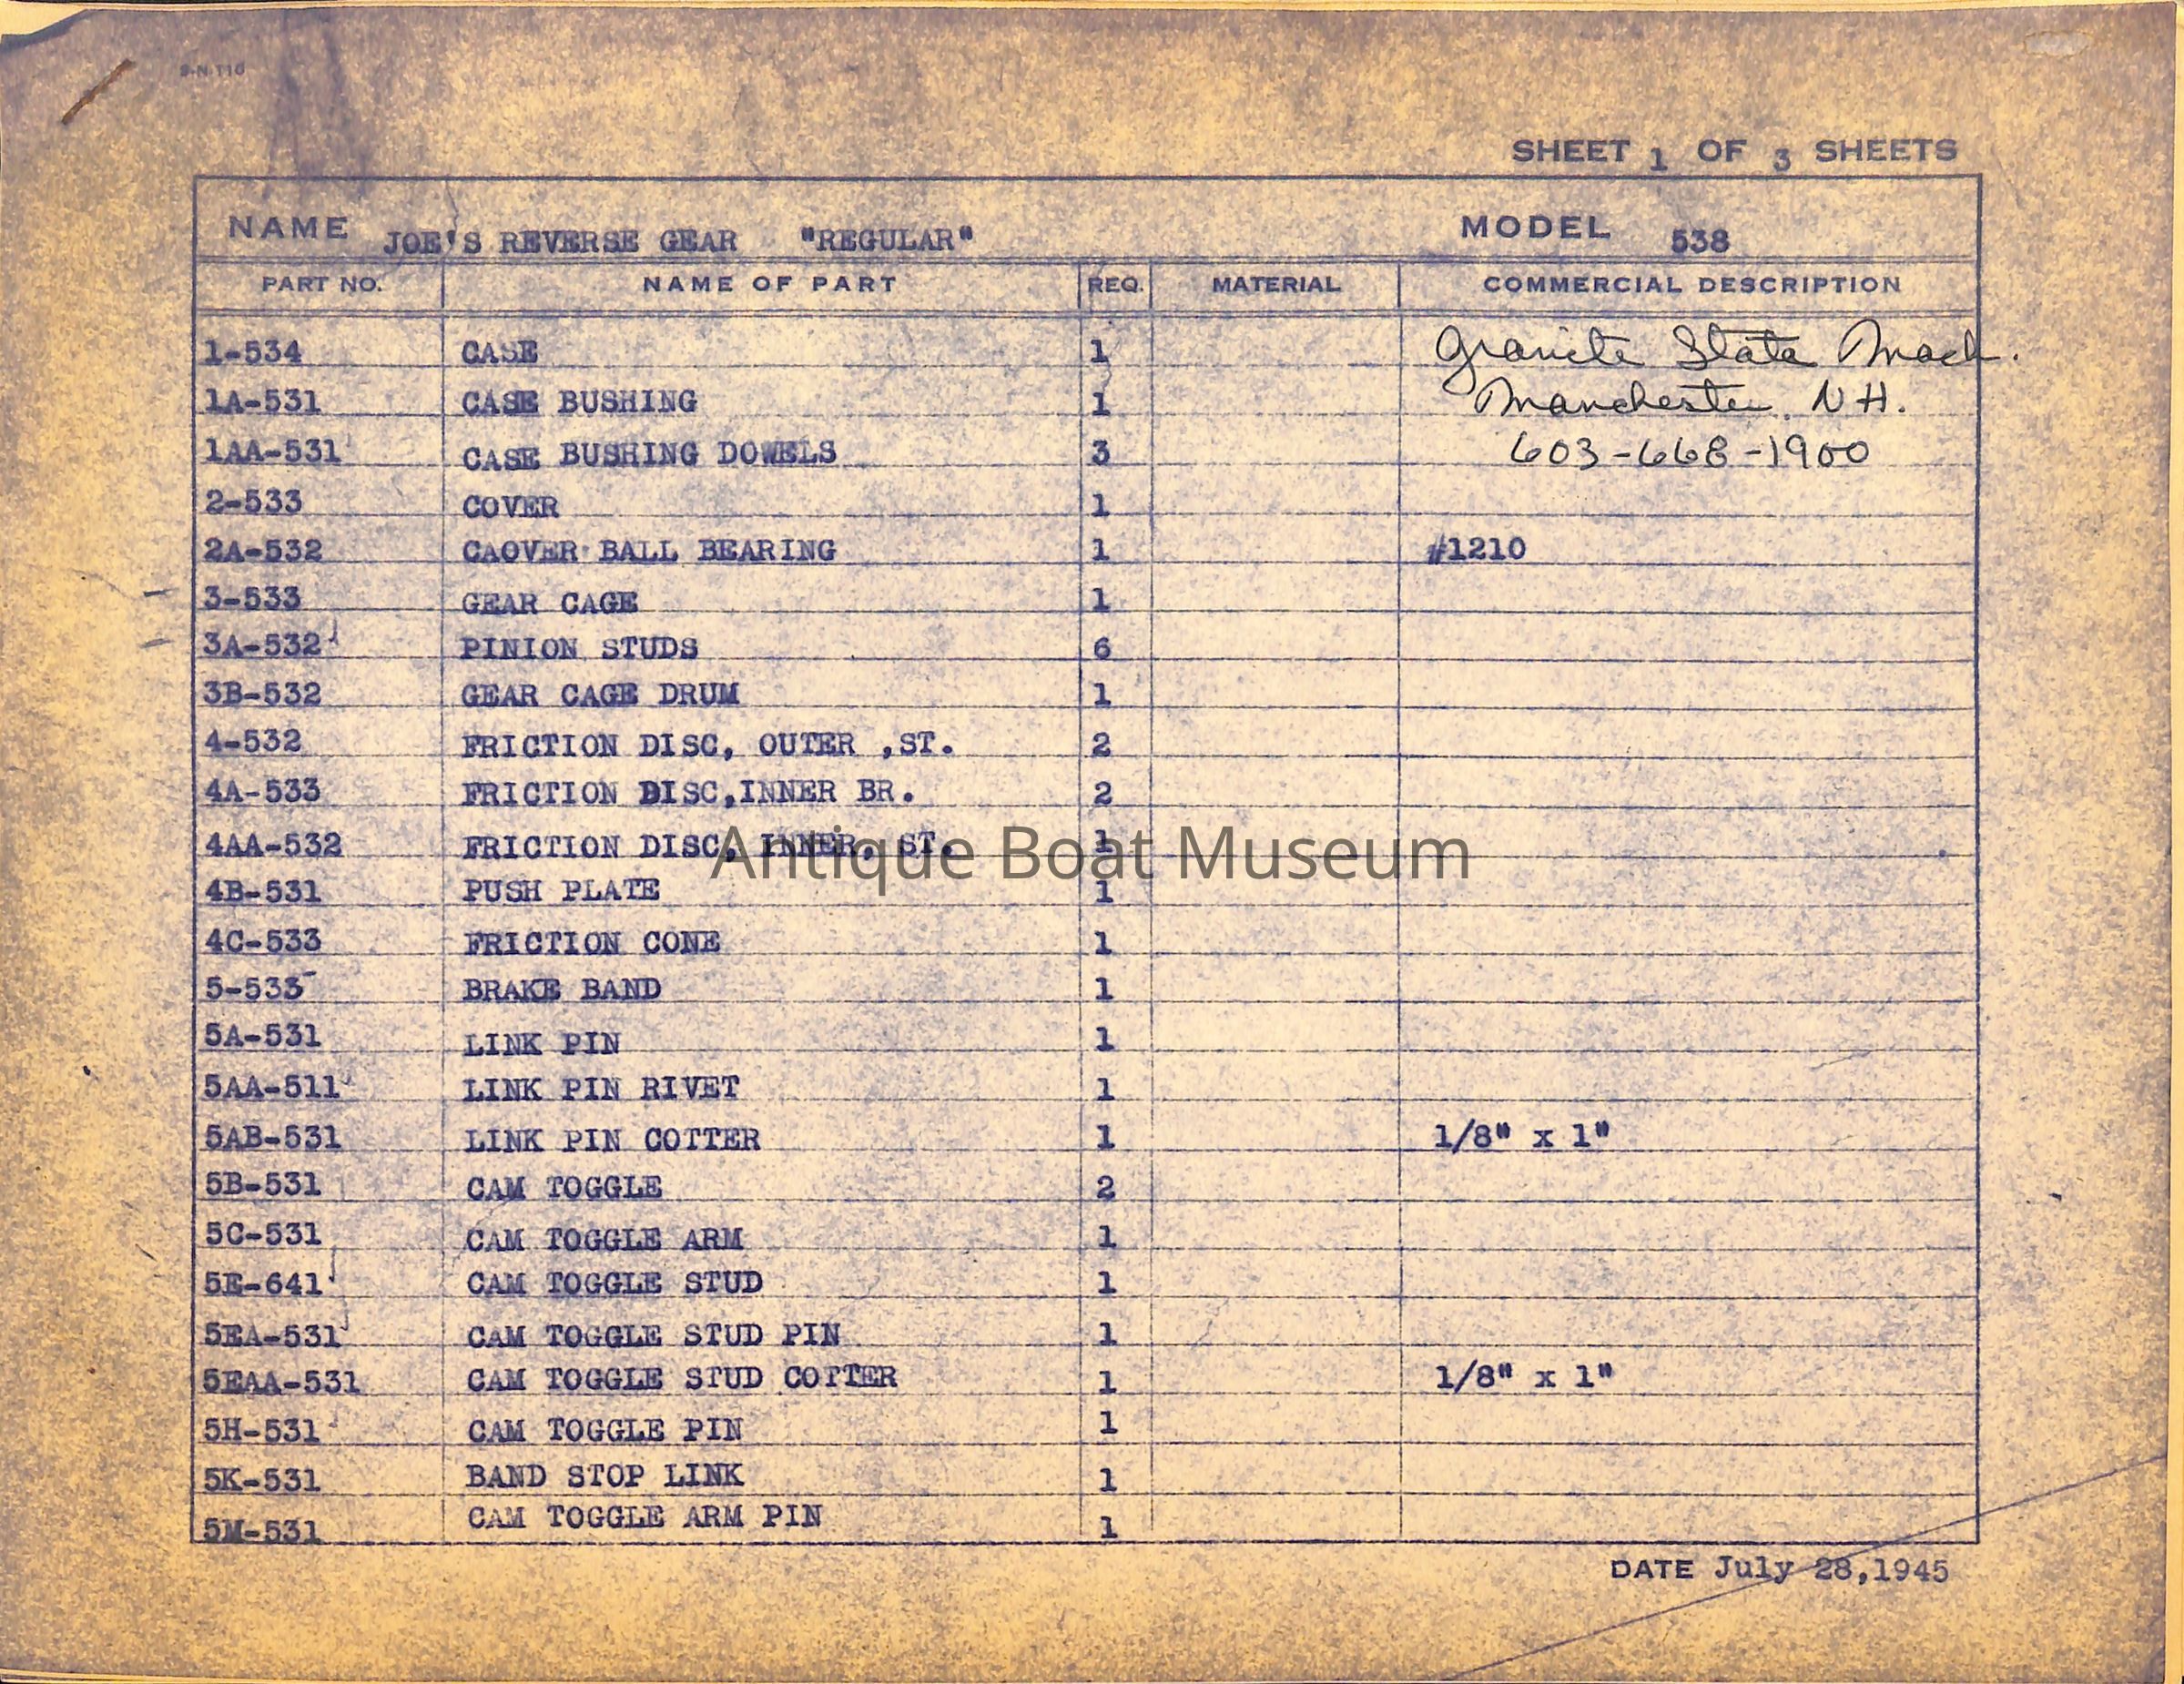 S-N-110
SHEET 1 OF 3 SHEETS
NAME JOE'S REVERSE GEAR "REGULAR" MODEL 538
PART NO. NAME OF PART REQ. MATERIAL COMMERCIAL DESCRIPTION
1-534 CASE 1 Granite State Mach.
1A-531 CASE BUSHING 1 Manchester, NH.
1AA-531 CASE BUSHING DOWELS 3 603-668-1900
2-533 COVER 1
2A-532 CAOVER BALL BEARING 1 #1210
3-533 GEAR CAGE 1
3A-532 PINION STUDS 6
3B-532 GEAR CAGE DRUM 1
4-532 FRICTION DISC, OUTER ,ST. 2
4A-533 FRICTION DISC,INNER BR. 2
4AA-532 FRICTION DISC, INNER, ST. 1
Antique Boat Museum
4B-531 PUSH PLATE 1
4C-533 FRICTION CONE 1
5-533 BRAKE BAND 1
5A-531 LINK PIN 1
5AA-511 LINK PIN RIVET 1
5AB-531 LINK PIN COTTER 1 1/8" x 1"
5B-531 CAM TOGGLE 2
5C-531 CAM TOGGLE ARM 1
5E-641 CAM TOGGLE STUD 1
5EA-531 CAM TOGGLE STUD PIN 1
5EAA-531 CAM TOGGLE STUD COTTER 1 1/8" x 1"
5H-531 CAM TOGGLE PIN 1
5K-531 BAND STOP LINK 1
5M-531 CAM TOGGLE ARM PIN 1
DATE July 28,1945